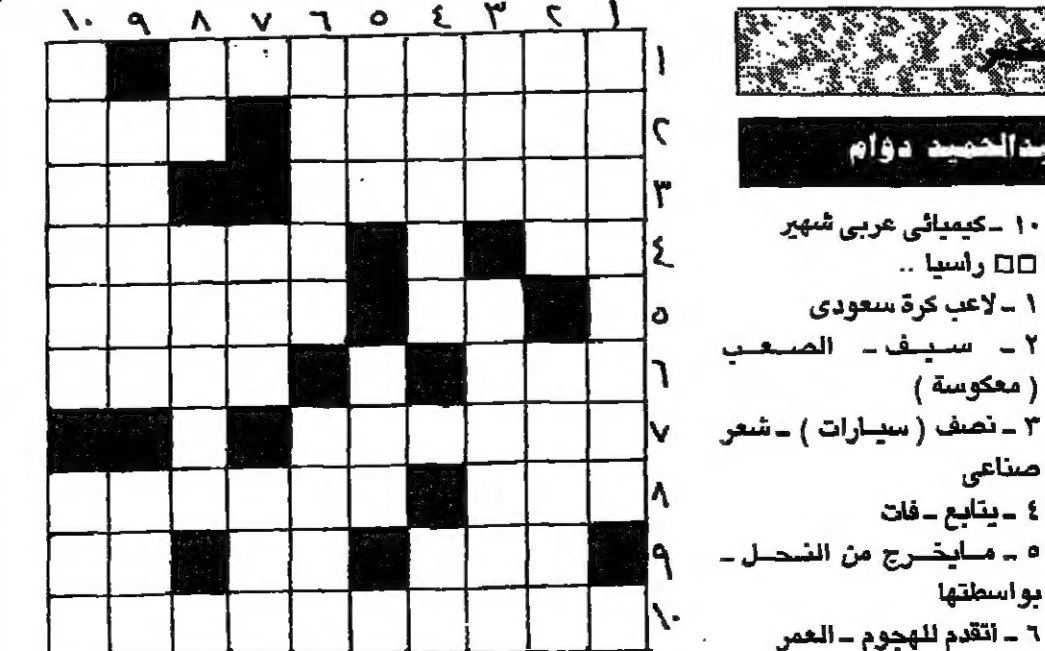 ١ ٢ ٣ ٤ ٥ ٦ ٧ ٨ ٩ ١٠
١
٢
٣
٤
٥
٦
٧
٨
٩
١٠
دوام
١٠ ـ كيميائى عربى شهير
□□ راسيا ..
١ ـ لاعب كرة سعودى
٢ ـ سيف ـ الصعب
( معكوسة )
٣ ـ نصف ( سيارات ) ـ شعر
صناعى
٤ ـ يتابع ـ فات
٥ ـ مايخرج من النحل ـ
بواسطتها
٦ ـ أتقدم للهجوم ـ العمر